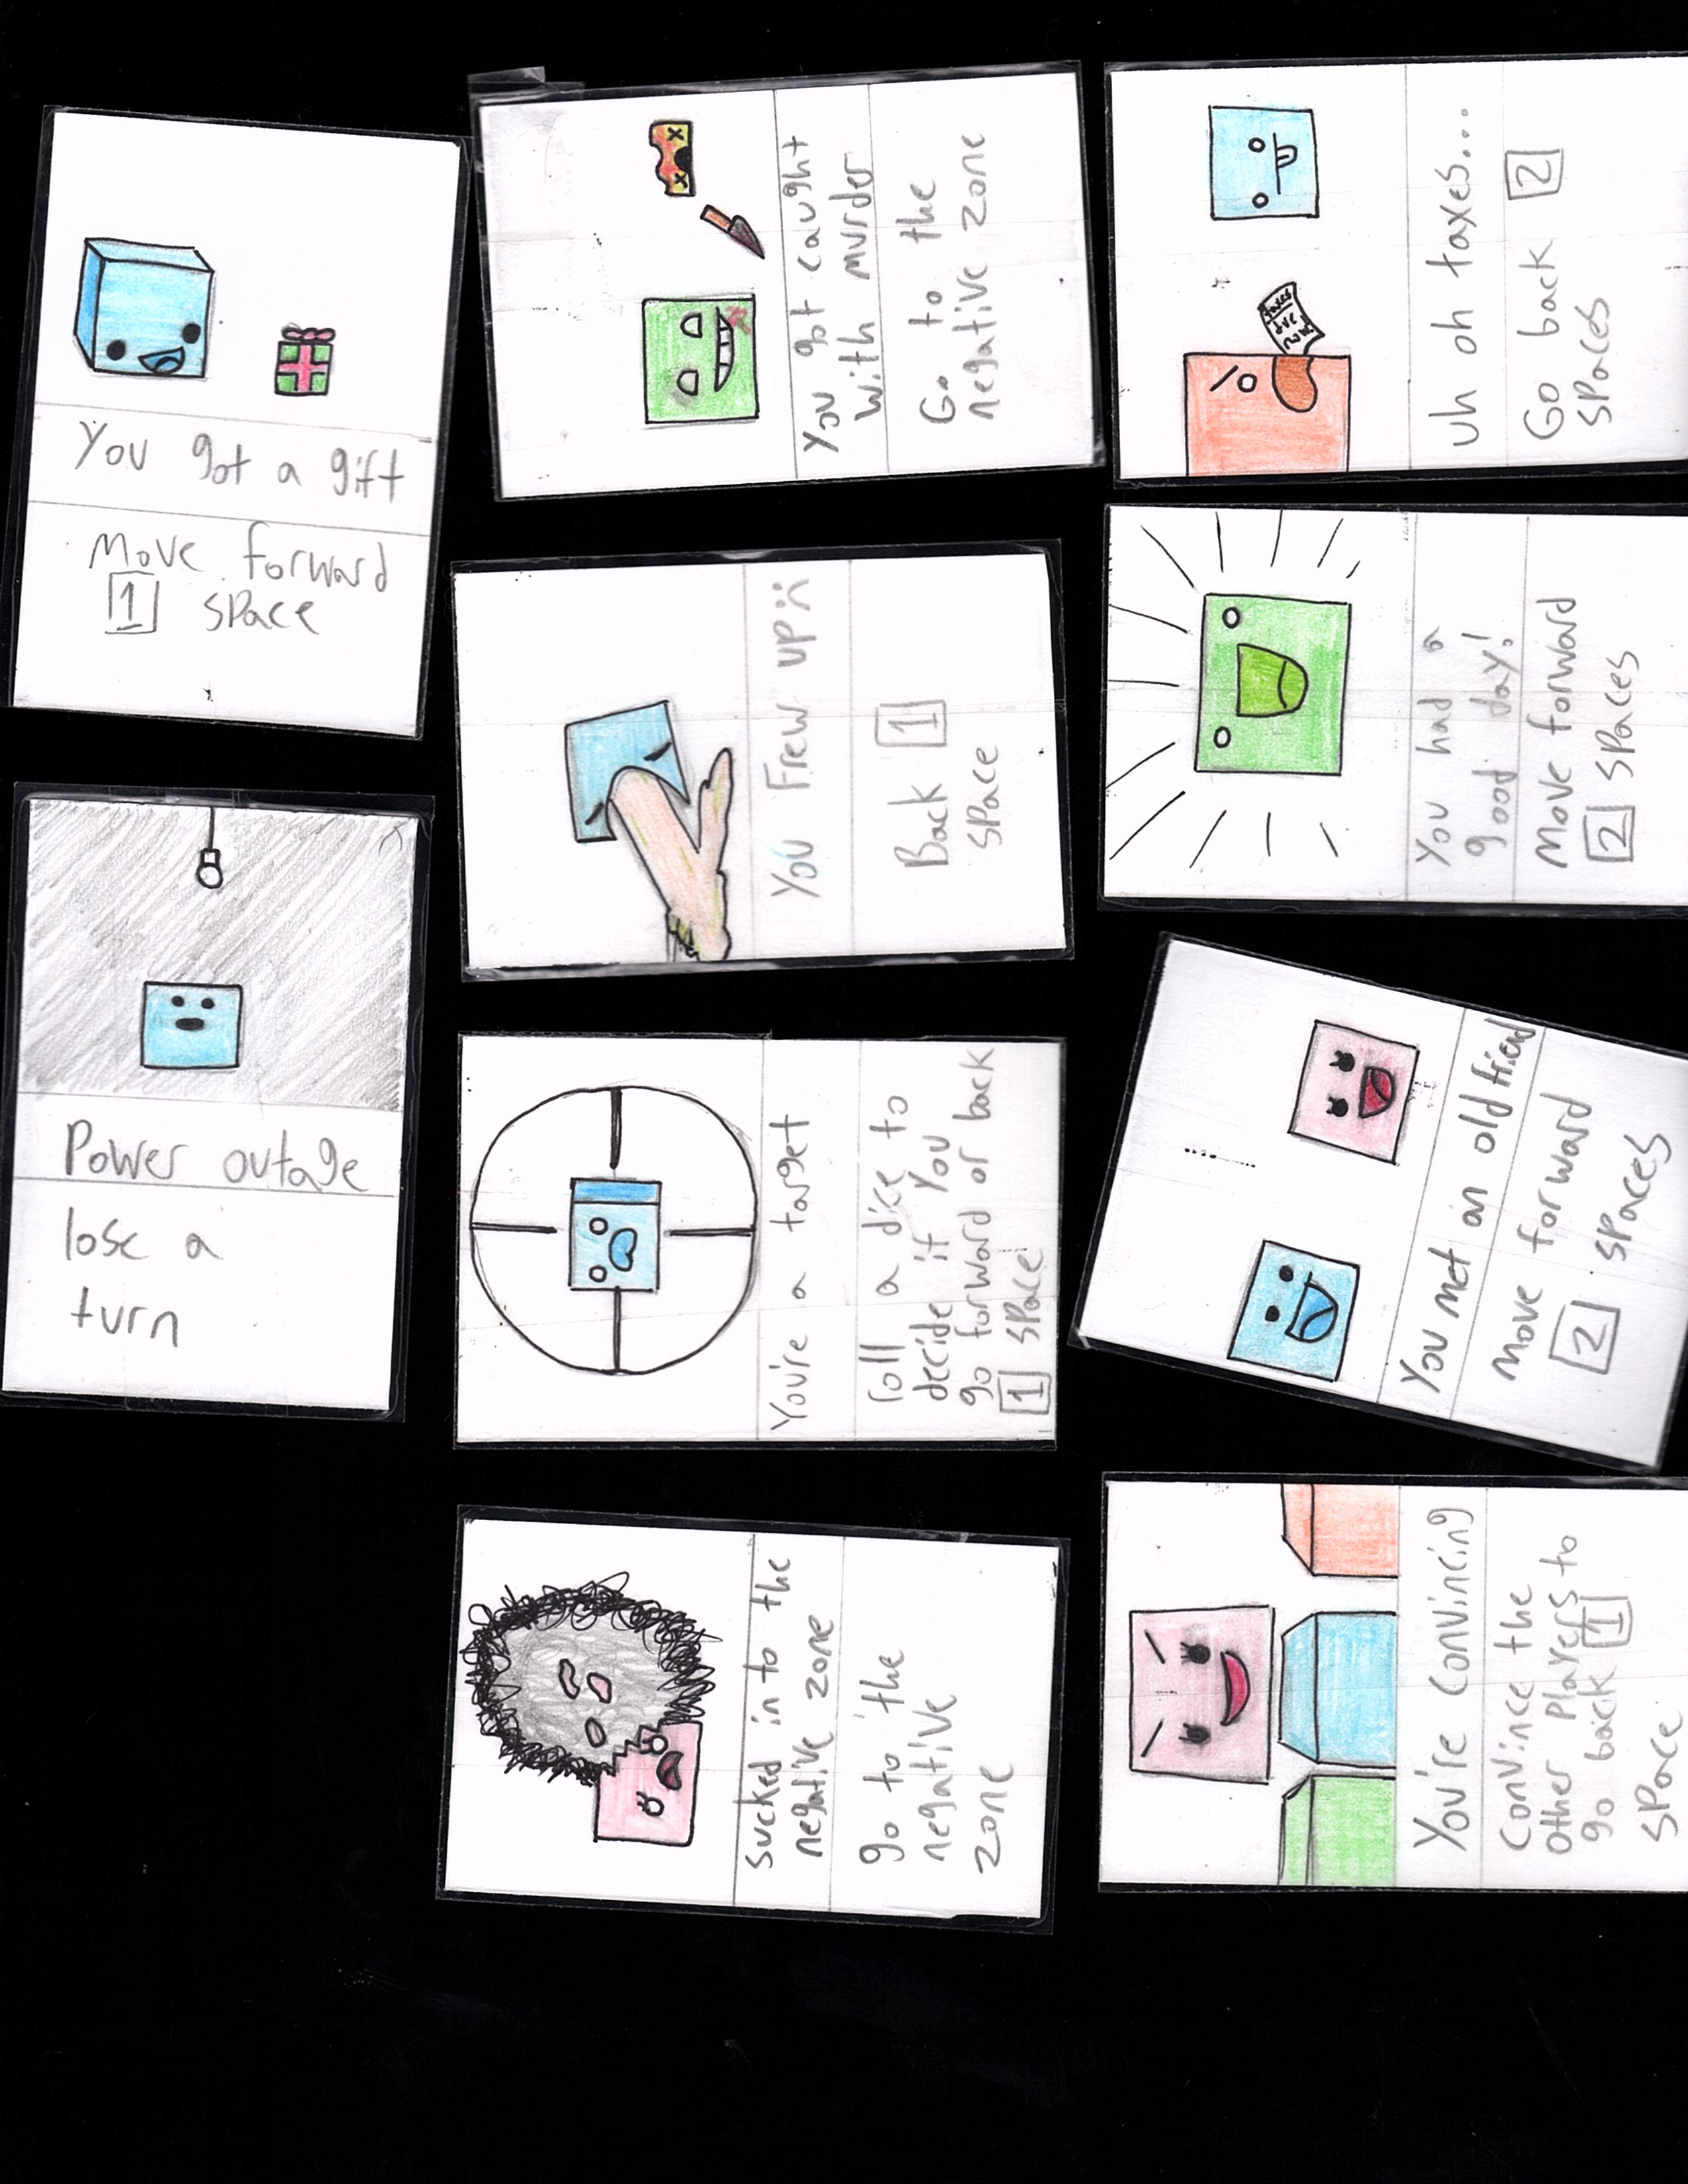 You got a gift
Move forward
1 space
Power outage
lose a
turn
You got caught
with murder
Go to the
negative zone
You Frew up :(
Back 1
space
You're a target
roll a dice to
decide if you
go forward or back
1 space
sucked in to the
negative zone
go to the
negative
zone
taxes
due
now
uh oh taxes...
Go back 2
spaces
You had a
good day!
Move forward
2 spaces
You met an old friend
Move forward
2 spaces
You're convincing
Convince the
other players to
go back 1
space